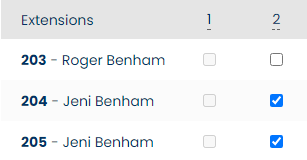 Extensions 1 2
203 - Roger Benham
204 - Jeni Benham
205 - Jeni Benham